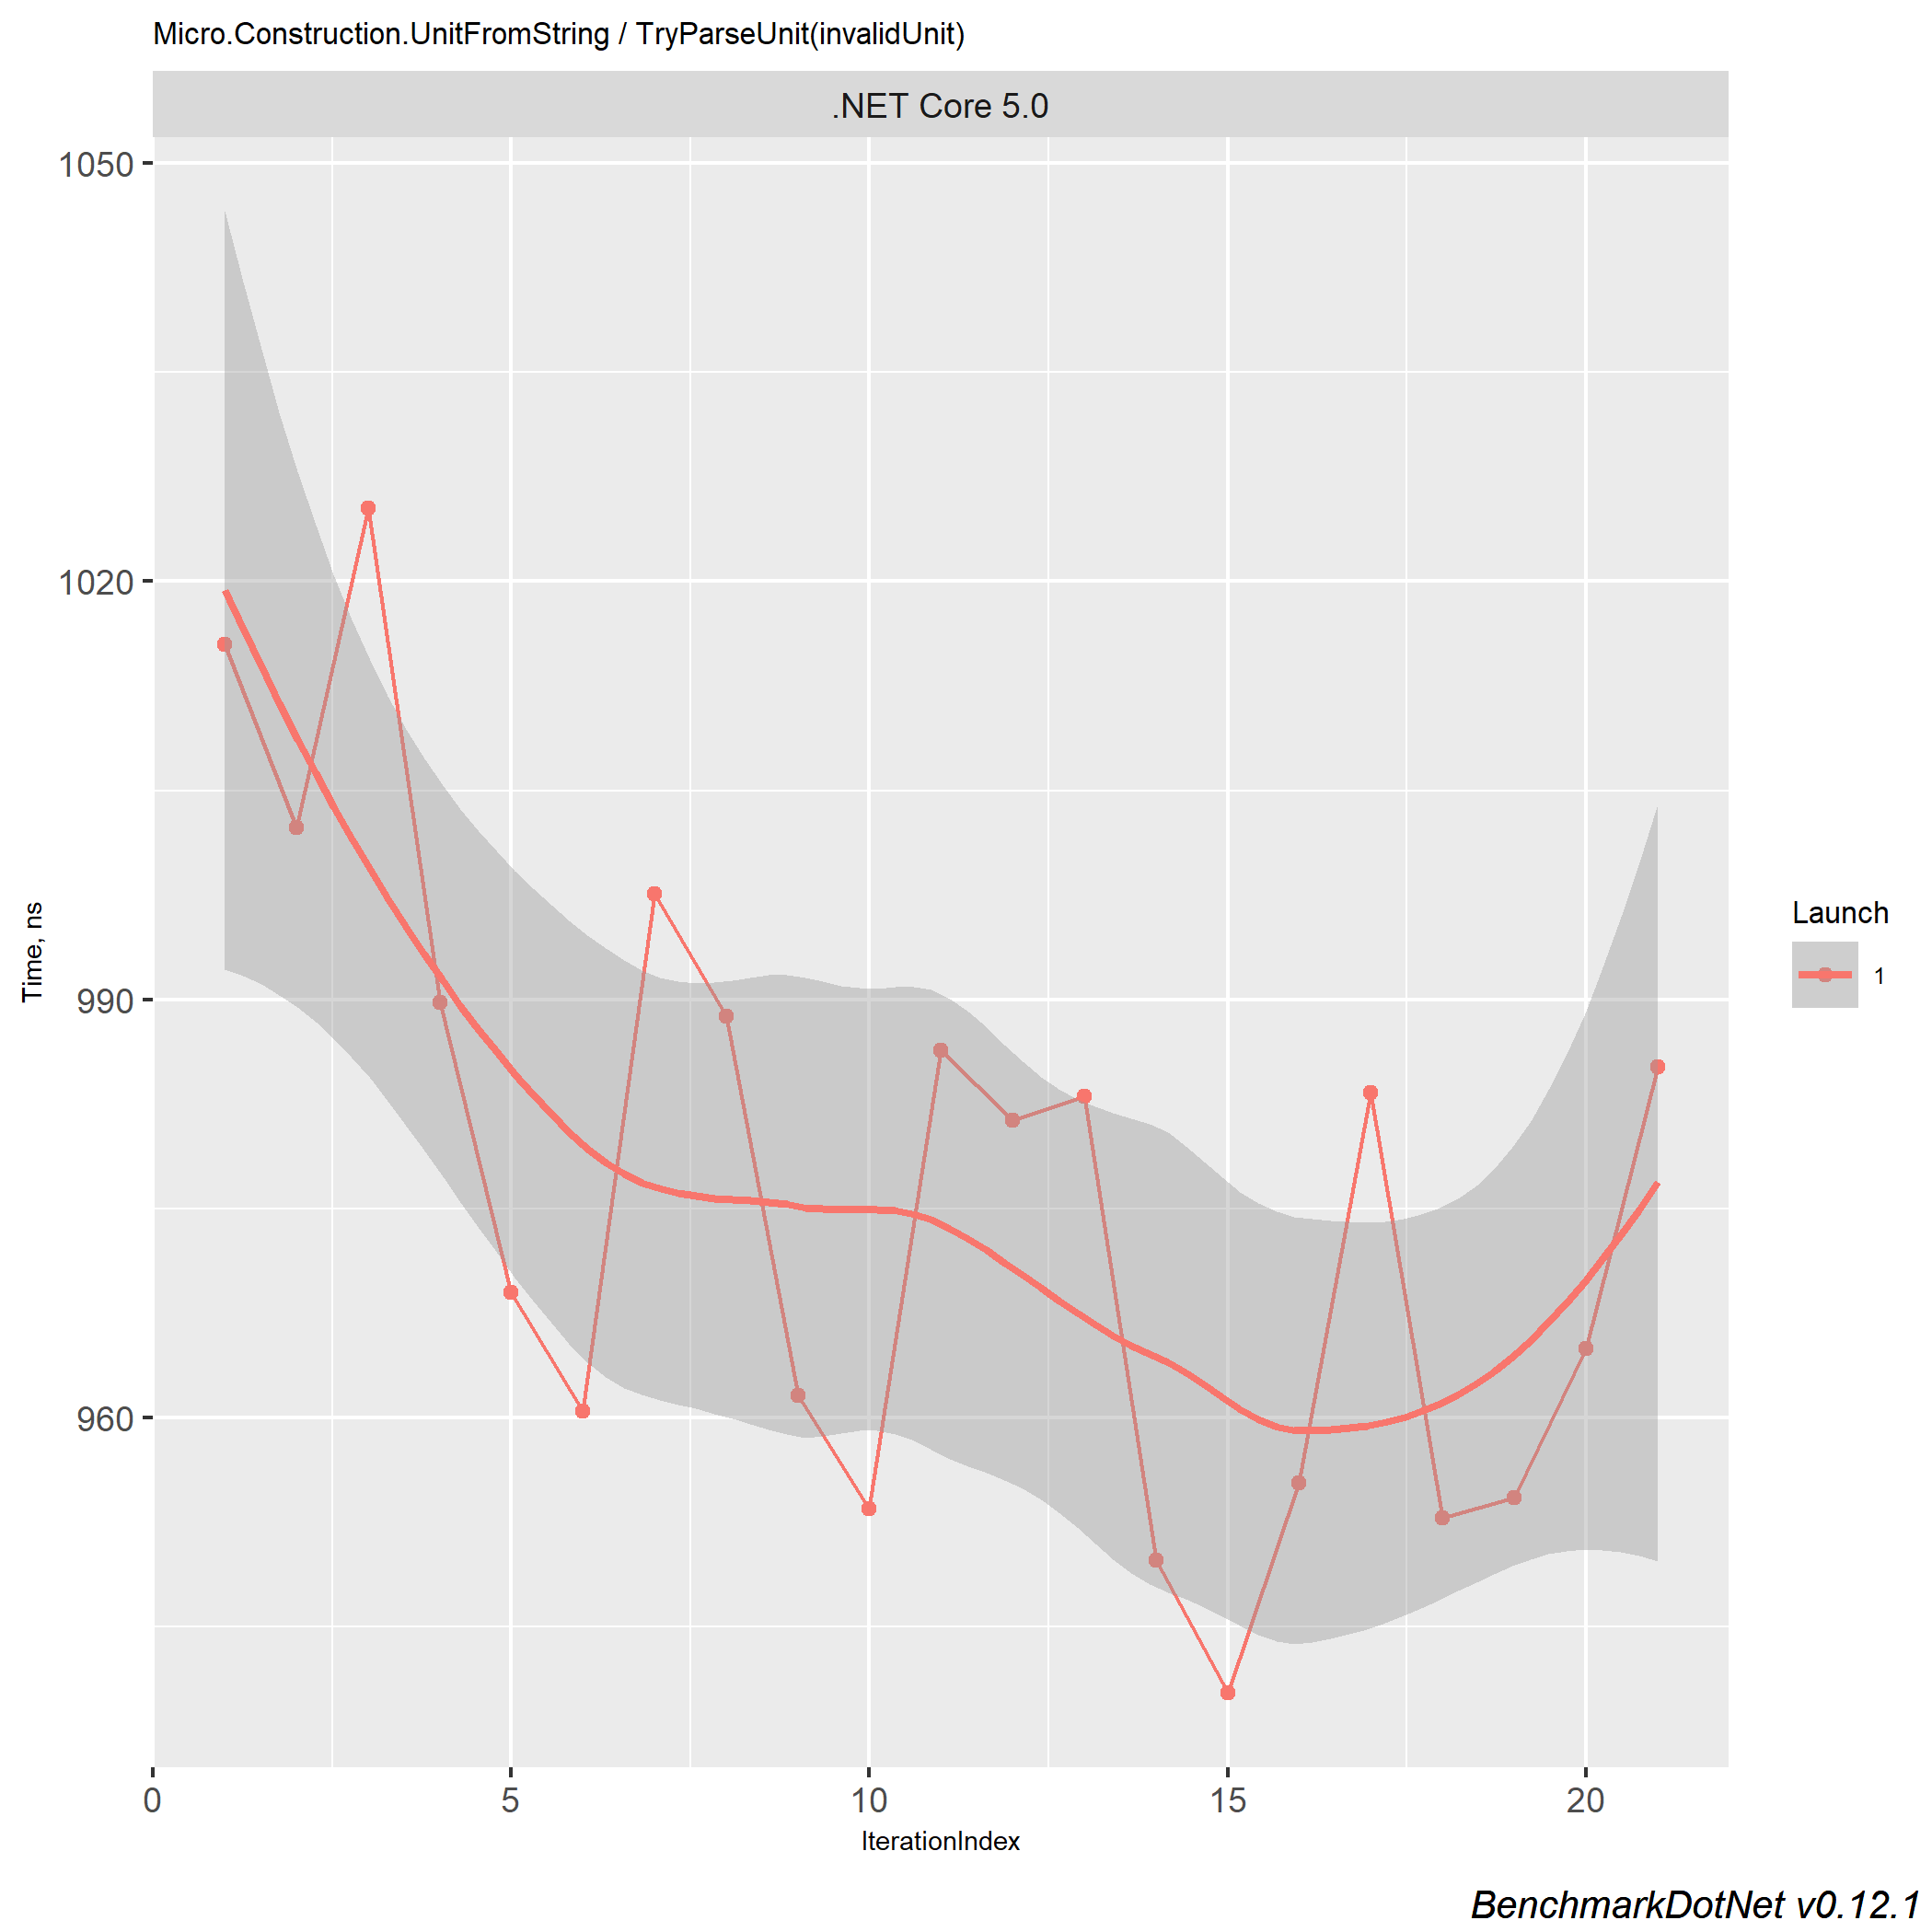 Micro.Construction.UnitFromString / TryParseUnit(invalidUnit)
.NET Core 5.0
1050
1020
990
960
Time, ns
0 5 10 15 20
IterationIndex
Launch
1
BenchmarkDotNet v0.12.1